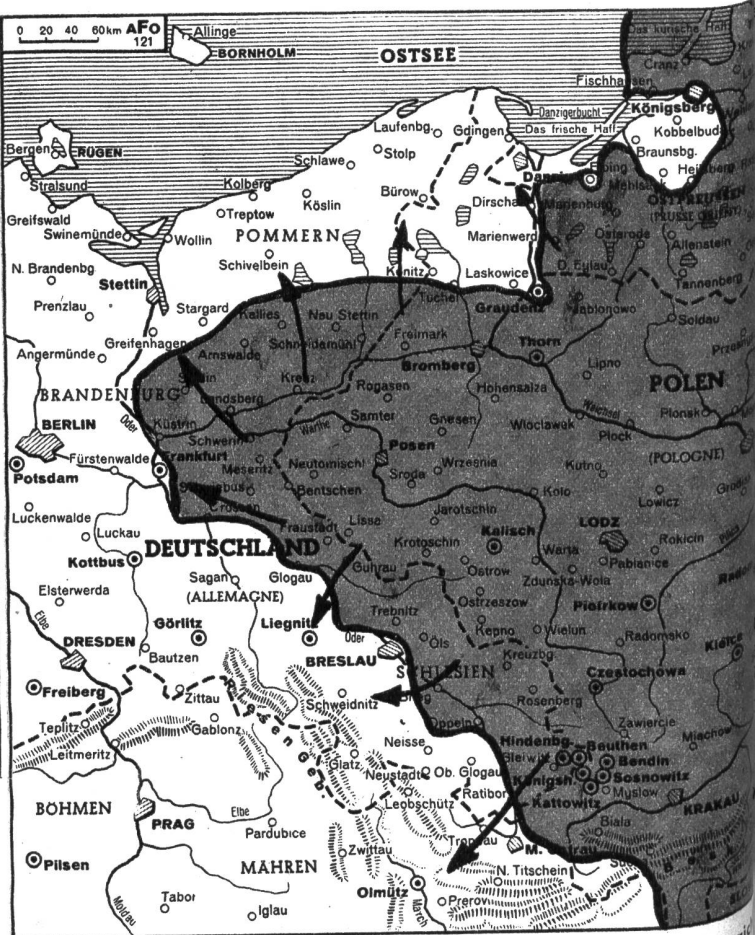 0 20 40 60km AFo
121
Allinge
BORNHOLM
OSTSEE
Das kurische Haff
Cranz
Fischhausen
Königsberg
Danzigerbucht
Das frische Haff
Kobbelbud
Laufenbg.
Gdingen
Bergen
RÜGEN
Stolp
Braunsbg.
Schlawe
Stralsund
Kolberg
Köslin
Bürow
Dirschau
Marienburg
OSTPREUSSEN
(PRUSSE ORIENT)
Greifswald
Treptow
Swinemünde
Wollin
POMMERN
Marienwerd
Osterode
Allenstein
N. Brandenbg
Schivelbein
Konitz
Laskowice
D. Eylau
Tannenberg
Stettin
Tuchel
Graudenz
Jablonowo
Prenzlau
Stargard
Kallies
Neu Stettin
Soldau
Greifenhagen
Schneidemühl
Freimark
Thorn
Angermünde
Arnswalde
Bromberg
Lipno
POLEN
Kreuz
Rogasen
Hohensalza
BRANDENBURG
Landsberg
Weichsel
Plonsk
BERLIN
Oder
Küstrin
Warthe
Samter
Gnesen
Wloclawek
Plock
Schwerin
Posen
(POLOGNE)
Fürstenwalde
Frankfurt
Meseritz
Neutomischl
Wrzesnia
Kutno
Potsdam
Sroda
Bentschen
Kolo
Lowicz
Crossen
Luckenwalde
Jarotschin
Luckau
Fraustadt
Lissa
Kalisch
LODZ
DEUTSCHLAND
Krotoschin
Rokicin
Kottbus
Warta
Pabianice
Guhrau
Ostrow
Sagan
Glogau
Zdunska-Wola
Elsterwerda
(ALLEMAGNE)
Ostrzeszow
Piotrkow
Elbe
Trebnitz
Görlitz
Liegnitz
Kepno
Wielun
Radomsko
DRESDEN
Oder
Öls
Bautzen
BRESLAU
Kielce
Kreuzbg.
SCHLESIEN
Czestochowa
Freiberg
Zittau
Schweidnitz
Rosenberg
Riesen Geb.
Teplitz
Gablonz
Oppeln
Zawiercie
Leitmeritz
Neisse
Hindenbg.
Beuthen
Glatz
Gleiwitz
Bendin
Neustadt
Ob. Glogau
Königsh.
Sosnowitz
BÖHMEN
Leobschütz
Ratibor
Myslow
Elbe
Kattowitz
KRAKAU
PRAG
Pardubice
Biala
Troppau
Zwittau
M. Ostrau
Pilsen
MÄHREN
N. Titschein
Olmütz
Tabor
Prerov
Iglau
Moldau
March